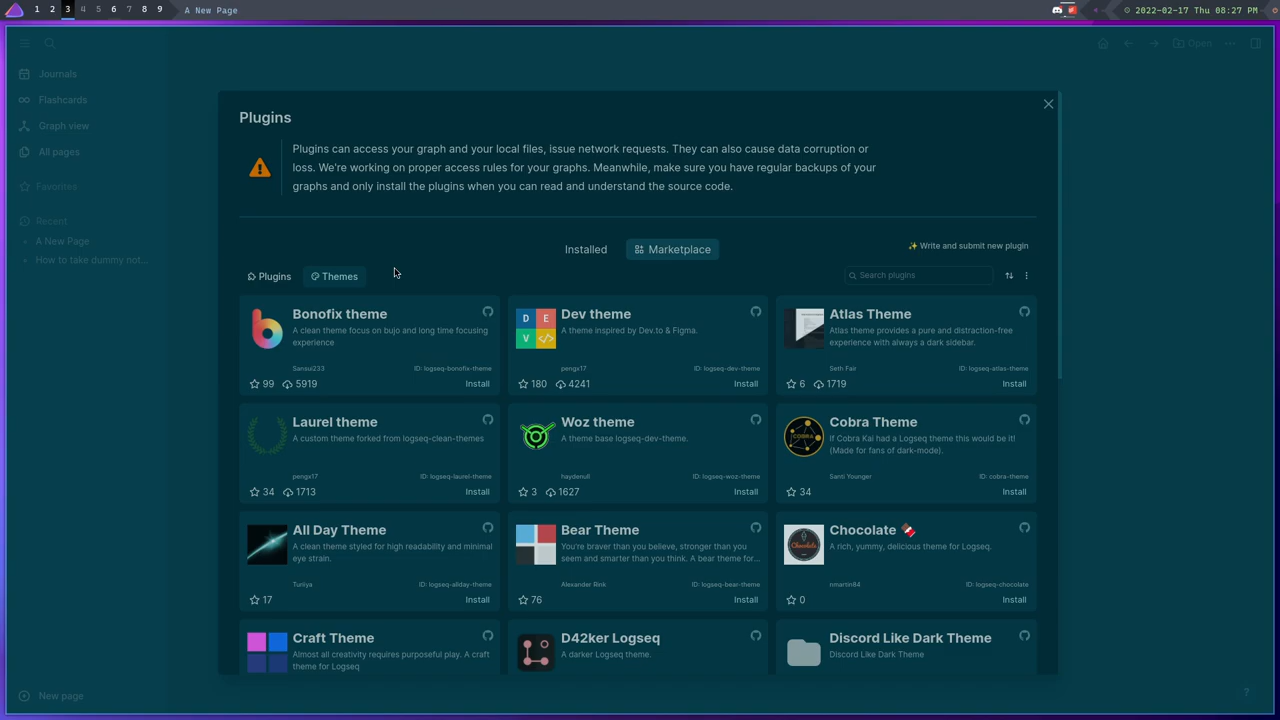 1 2 3 4 5 6 7 8 9 A New Page
2022-02-17 Thu 08:27 PM
Open
Journals
Flashcards
Graph view
All pages
Favorites
Recent
A New Page
How to take dummy not...
New page
Plugins
Plugins can access your graph and your local files, issue network requests. They can also cause data corruption or
loss. We're working on proper access rules for your graphs. Meanwhile, make sure you have regular backups of your
graphs and only install the plugins when you can read and understand the source code.
Installed
Marketplace
✨ Write and submit new plugin
Plugins
Themes
Search plugins
Bonofix theme
A clean theme focus on bujo and long time focusing
experience
Sansui233 ID: logseq-bonofix-theme
99 5919 Install
D E
V </>
Dev theme
A theme inspired by Dev.to & Figma.
pengx17 ID: logseq-dev-theme
180 4241 Install
Atlas Theme
Atlas theme provides a pure and distraction-free
experience with always a dark sidebar.
Seth Fair ID: logseq-atlas-theme
6 1719 Install
Laurel theme
A custom theme forked from logseq-clean-themes
pengx17 ID: logseq-laurel-theme
34 1713 Install
Woz theme
A theme base logseq-dev-theme.
haydenull ID: logseq-woz-theme
3 1627 Install
COBRA
Cobra Theme
If Cobra Kai had a Logseq theme this would be it!
(Made for fans of dark-mode).
Santi Younger ID: cobra-theme
34 Install
All Day Theme
A clean theme styled for high readability and minimal
eye strain.
Turiiya ID: logseq-allday-theme
17 Install
Bear Theme
You're braver than you believe, stronger than you
seem and smarter than you think. A bear theme for...
Alexander Rink ID: logseq-bear-theme
76 Install
Chocolate
Chocolate 🍫
A rich, yummy, delicious theme for Logseq.
nmartin84 ID: logseq-chocolate
0 Install
Craft Theme
Almost all creativity requires purposeful play. A craft
theme for Logseq
D42ker Logseq
A darker Logseq theme.
Discord Like Dark Theme
Discord Like Dark Theme
?